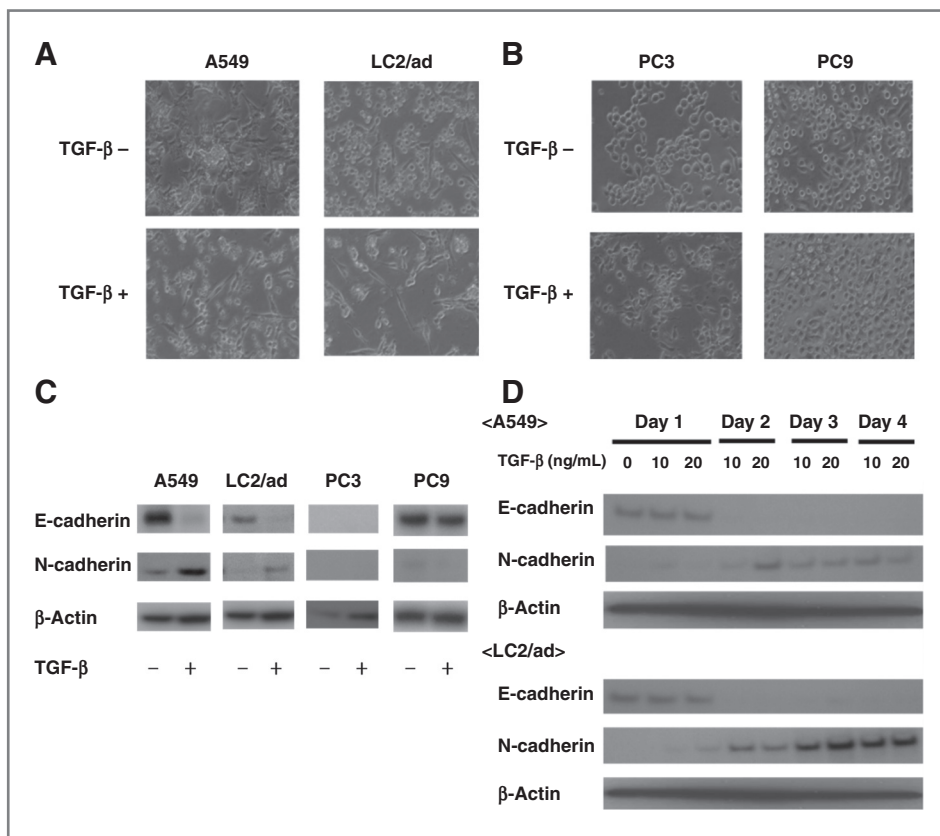 A
A549 LC2/ad
TGF-β –
TGF-β +
B
PC3 PC9
TGF-β –
TGF-β +
C
A549 LC2/ad PC3 PC9
E-cadherin
N-cadherin
β-Actin
TGF-β – + – + – + – +
D
<A549> Day 1 Day 2 Day 3 Day 4
TGF-β (ng/mL) 0 10 20 10 20 10 20 10 20
E-cadherin
N-cadherin
β-Actin
<LC2/ad>
E-cadherin
N-cadherin
β-Actin